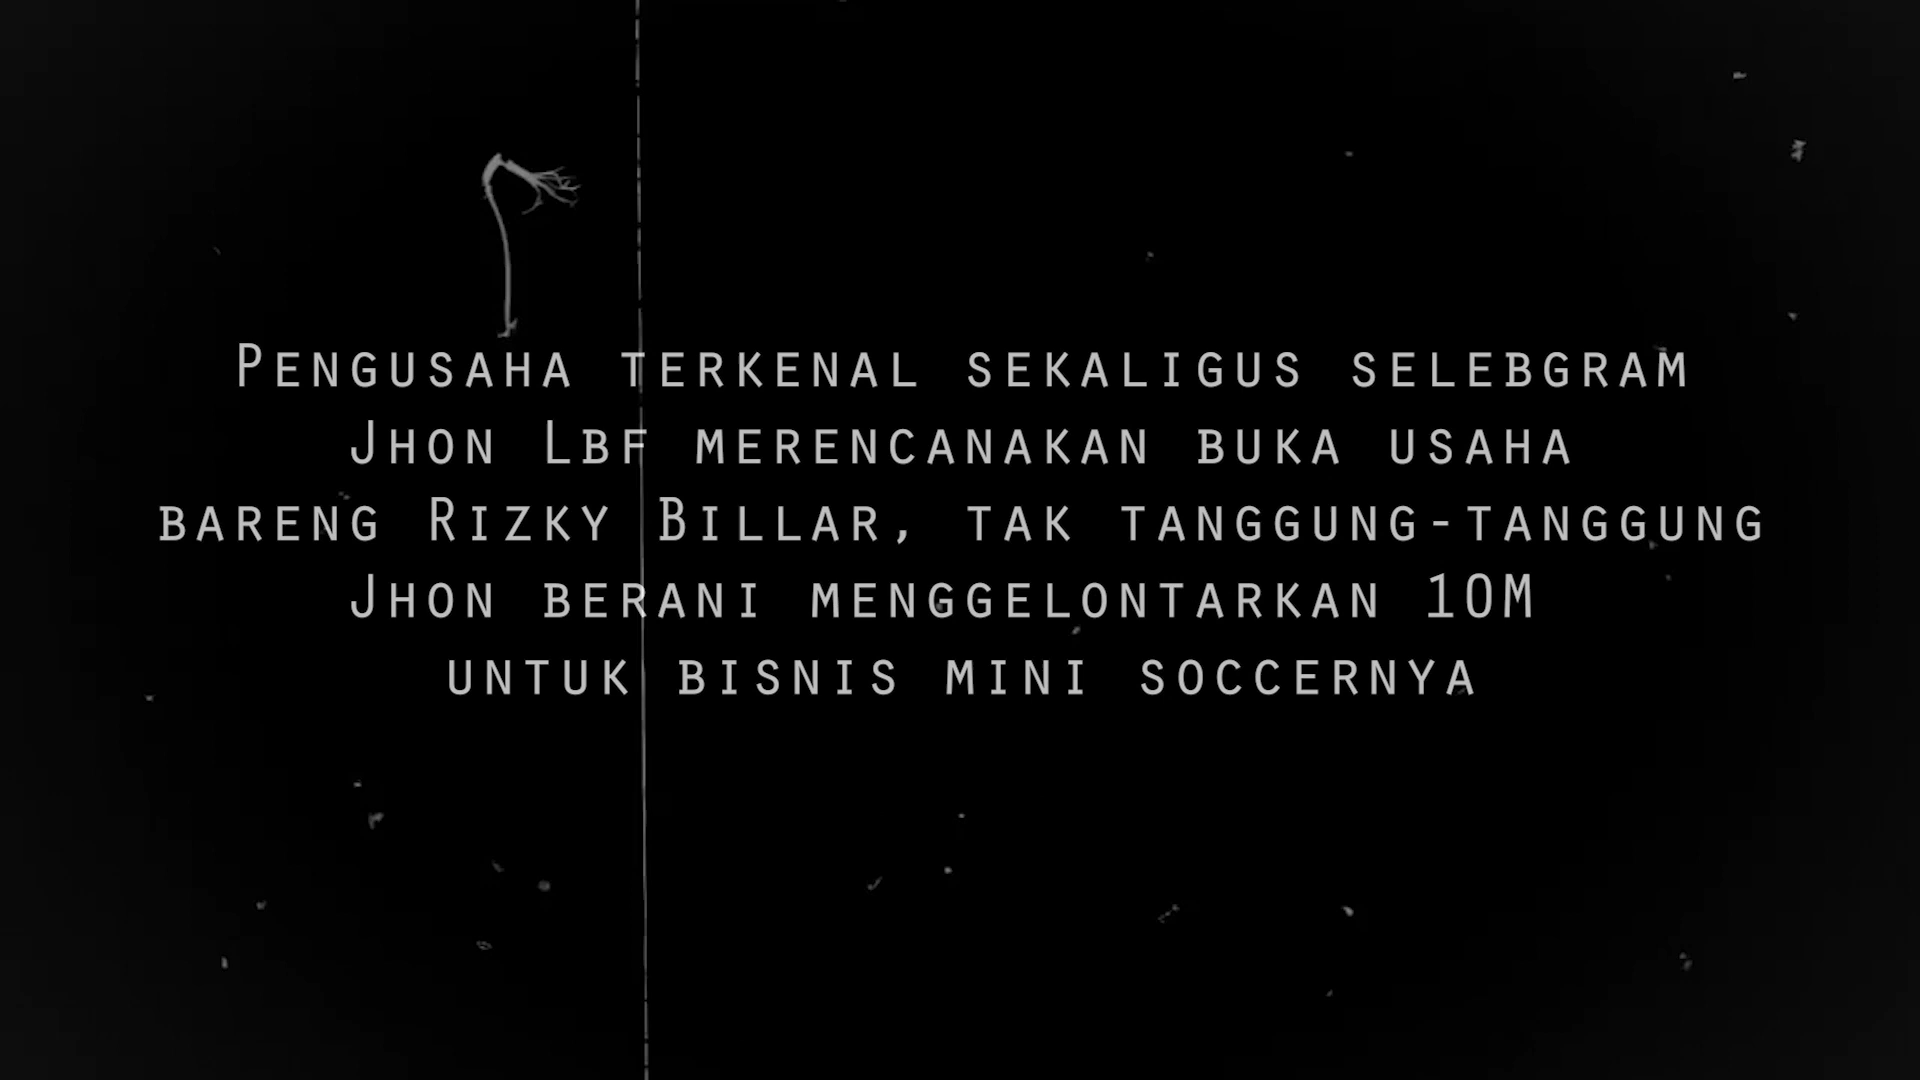 Pengusaha terkenal sekaligus selebgram
Jhon Lbf merencanakan buka usaha
bareng Rizky Billar, tak tanggung-tanggung
Jhon berani menggelontarkan 10M
untuk bisnis mini soccernya